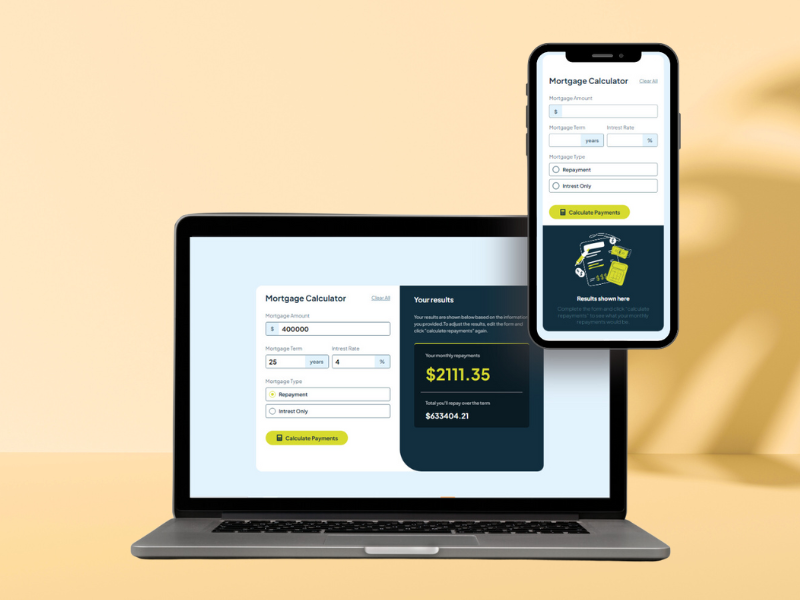 Mortgage Calculator Clear All
Mortgage Amount
$
Mortgage Term Intrest Rate
years %
Mortgage Type
Repayment
Intrest Only
Calculate Payments
Results shown here
Complete the form and click "calculate
repayments" to see what your monthly
repayments would be.
Mortgage Calculator Clear All
Mortgage Amount
$ 400000
Mortgage Term Intrest Rate
25 years 4 %
Mortgage Type
Repayment
Intrest Only
Calculate Payments
Your results
Your results are shown below based on the information
you provided.To adjust the results, edit the form and
click "calculate repayments" again.
Your monthly repayments
$2111.35
Total you'll repay over the term
$633404.21